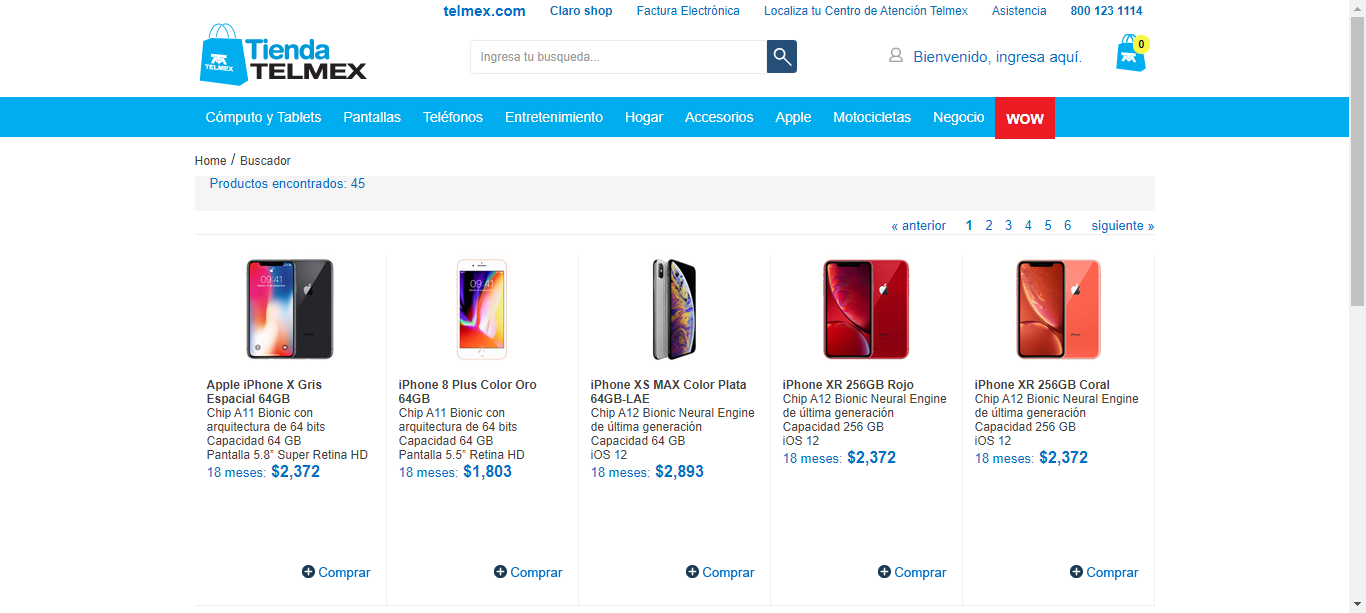 telmex.com Claro shop Factura Electrónica Localiza tu Centro de Atención Telmex Asistencia 800 123 1114
Tienda
TELMEX
TELMEX
Ingresa tu busqueda...
Bienvenido, ingresa aquí.
0
Cómputo y Tablets Pantallas Teléfonos Entretenimiento Hogar Accesorios Apple Motocicletas Negocio WOW
Home / Buscador
Productos encontrados: 45
« anterior 1 2 3 4 5 6 siguiente »
09:41
09:41
Apple iPhone X Gris
Espacial 64GB
Chip A11 Bionic con
arquitectura de 64 bits
Capacidad 64 GB
Pantalla 5.8” Super Retina HD
18 meses: $2,372
Comprar
iPhone 8 Plus Color Oro
64GB
Chip A11 Bionic con
arquitectura de 64 bits
Capacidad 64 GB
Pantalla 5.5” Retina HD
18 meses: $1,803
Comprar
iPhone XS MAX Color Plata
64GB-LAE
Chip A12 Bionic Neural Engine
de última generación
Capacidad 64 GB
iOS 12
18 meses: $2,893
Comprar
iPhone XR 256GB Rojo
Chip A12 Bionic Neural Engine
de última generación
Capacidad 256 GB
iOS 12
18 meses: $2,372
Comprar
iPhone XR 256GB Coral
Chip A12 Bionic Neural Engine
de última generación
Capacidad 256 GB
iOS 12
18 meses: $2,372
Comprar